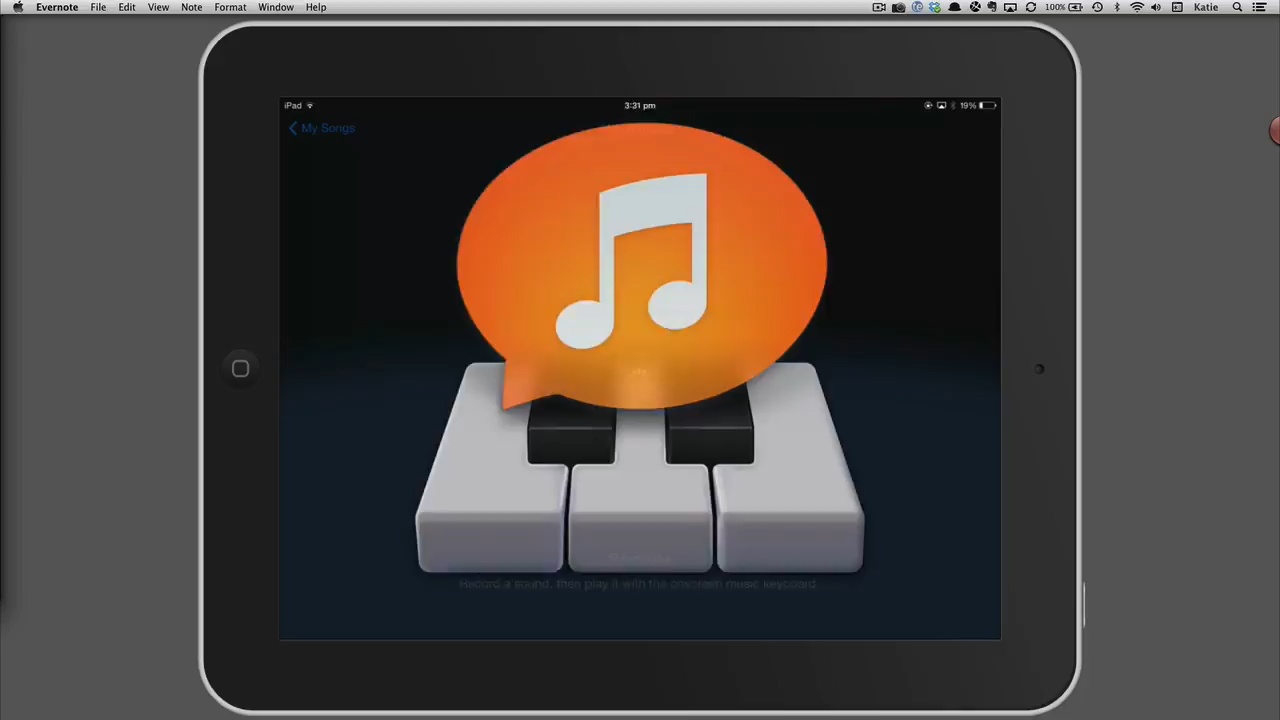 Evernote File Edit View Note Format Window Help 100% Katie
iPad 3:31 pm 19%
My Songs
Sampler
Record a sound, then play it with the onscreen music keyboard